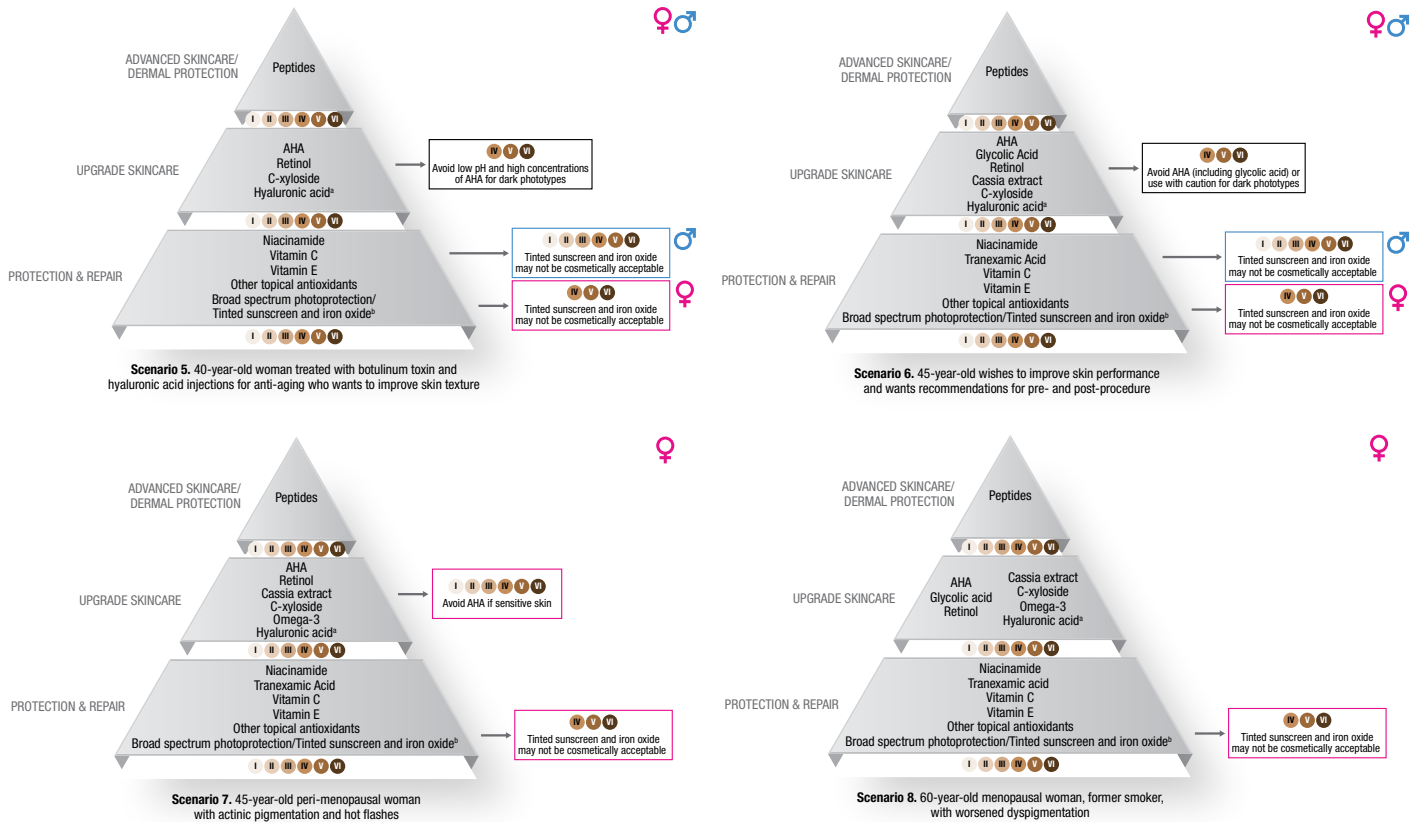 ADVANCED SKINCARE/
DERMAL PROTECTION
Peptides
I II III IV V VI
UPGRADE SKINCARE
AHA
Retinol
C-xyloside
Hyaluronic acidª
IV V VI
Avoid low pH and high concentrations
of AHA for dark phototypes
I II III IV V VI
PROTECTION & REPAIR
Niacinamide
Vitamin C
Vitamin E
Other topical antioxidants
Broad spectrum photoprotection/
Tinted sunscreen and iron oxideᵇ
I II III IV V VI
Tinted sunscreen and iron oxide
may not be cosmetically acceptable
IV V VI
Tinted sunscreen and iron oxide
may not be cosmetically acceptable
I II III IV V VI
Scenario 5. 40-year-old woman treated with botulinum toxin and
hyaluronic acid injections for anti-aging who wants to improve skin texture
ADVANCED SKINCARE/
DERMAL PROTECTION
Peptides
I II III IV V VI
UPGRADE SKINCARE
AHA
Glycolic Acid
Retinol
Cassia extract
C-xyloside
Hyaluronic acidª
IV V VI
Avoid AHA (including glycolic acid) or
use with caution for dark phototypes
I II III IV V VI
PROTECTION & REPAIR
Niacinamide
Tranexamic Acid
Vitamin C
Vitamin E
Other topical antioxidants
Broad spectrum photoprotection/Tinted sunscreen and iron oxideᵇ
I II III IV V VI
Tinted sunscreen and iron oxide
may not be cosmetically acceptable
IV V VI
Tinted sunscreen and iron oxide
may not be cosmetically acceptable
I II III IV V VI
Scenario 6. 45-year-old wishes to improve skin performance
and wants recommendations for pre- and post-procedure
ADVANCED SKINCARE/
DERMAL PROTECTION
Peptides
I II III IV V VI
UPGRADE SKINCARE
AHA
Retinol
Cassia extract
C-xyloside
Omega-3
Hyaluronic acidª
I II III IV V VI
Avoid AHA if sensitive skin
I II III IV V VI
PROTECTION & REPAIR
Niacinamide
Tranexamic Acid
Vitamin C
Vitamin E
Other topical antioxidants
Broad spectrum photoprotection/Tinted sunscreen and iron oxideᵇ
IV V VI
Tinted sunscreen and iron oxide
may not be cosmetically acceptable
I II III IV V VI
Scenario 7. 45-year-old peri-menopausal woman
with actinic pigmentation and hot flashes
ADVANCED SKINCARE/
DERMAL PROTECTION
Peptides
I II III IV V VI
UPGRADE SKINCARE
AHA
Glycolic acid
Retinol
Cassia extract
C-xyloside
Omega-3
Hyaluronic acidª
I II III IV V VI
PROTECTION & REPAIR
Niacinamide
Tranexamic acid
Vitamin C
Vitamin E
Other topical antioxidants
Broad spectrum photoprotection/Tinted sunscreen and iron oxideᵇ
IV V VI
Tinted sunscreen and iron oxide
may not be cosmetically acceptable
I II III IV V VI
Scenario 8. 60-year-old menopausal woman, former smoker,
with worsened dyspigmentation